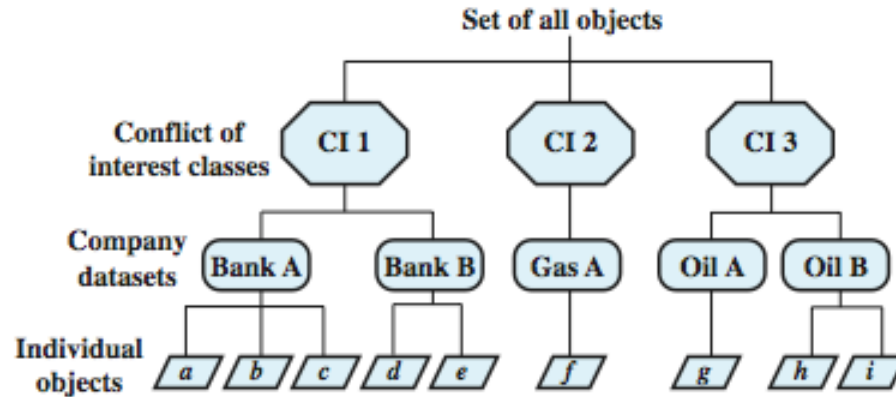 Set of all objects
Conflict of
interest classes
CI 1
CI 2
CI 3
Company
datasets
Bank A
Bank B
Gas A
Oil A
Oil B
Individual
objects
a
b
c
d
e
f
g
h
i